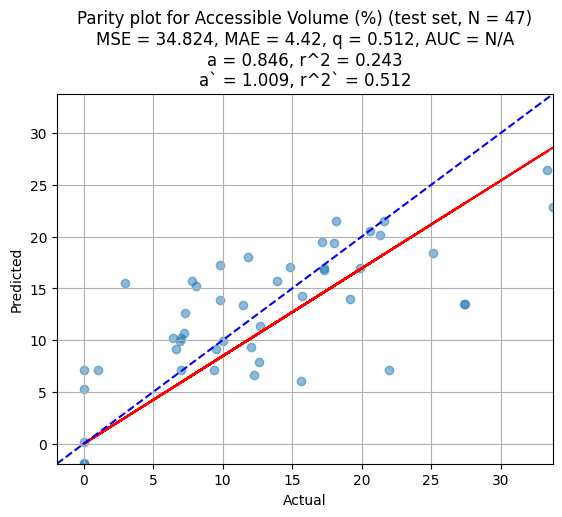 Parity plot for Accessible Volume (%) (test set, N = 47)
MSE = 34.824, MAE = 4.42, q = 0.512, AUC = N/A
a = 0.846, r^2 = 0.243
a` = 1.009, r^2` = 0.512
30
25
20
15
10
5
0
Predicted
0 5 10 15 20 25 30
Actual